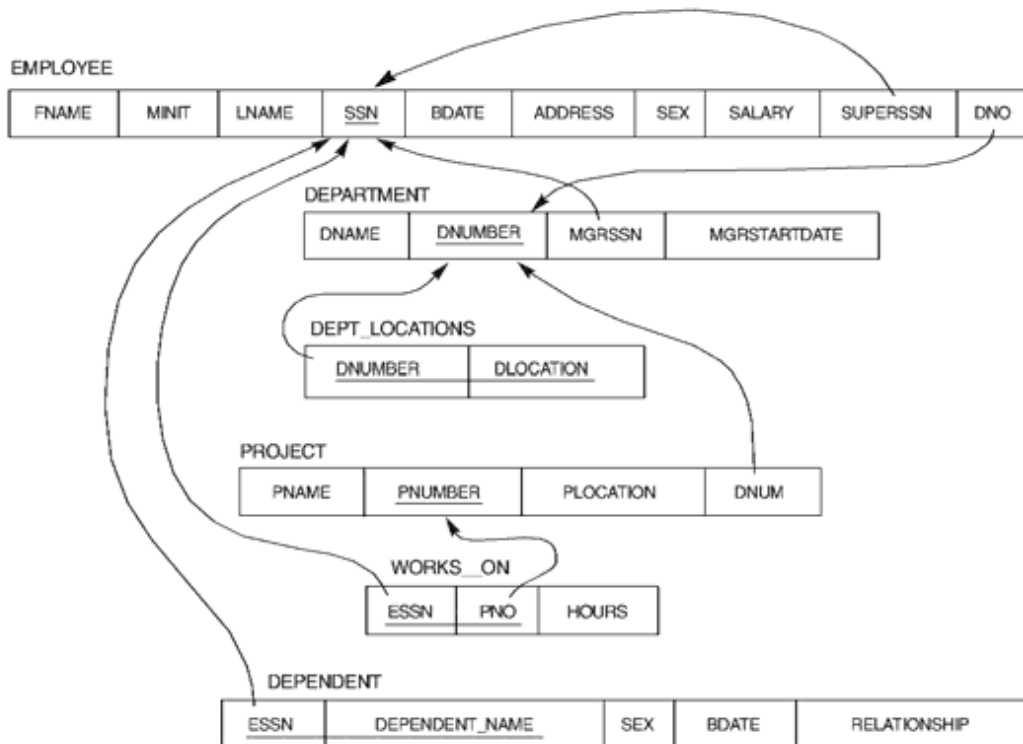 EMPLOYEE
FNAME MINIT LNAME SSN BDATE ADDRESS SEX SALARY SUPERSSN DNO
DEPARTMENT
DNAME DNUMBER MGRSSN MGRSTARTDATE
DEPT_LOCATIONS
DNUMBER DLOCATION
PROJECT
PNAME PNUMBER PLOCATION DNUM
WORKS_ON
ESSN PNO HOURS
DEPENDENT
ESSN DEPENDENT_NAME SEX BDATE RELATIONSHIP